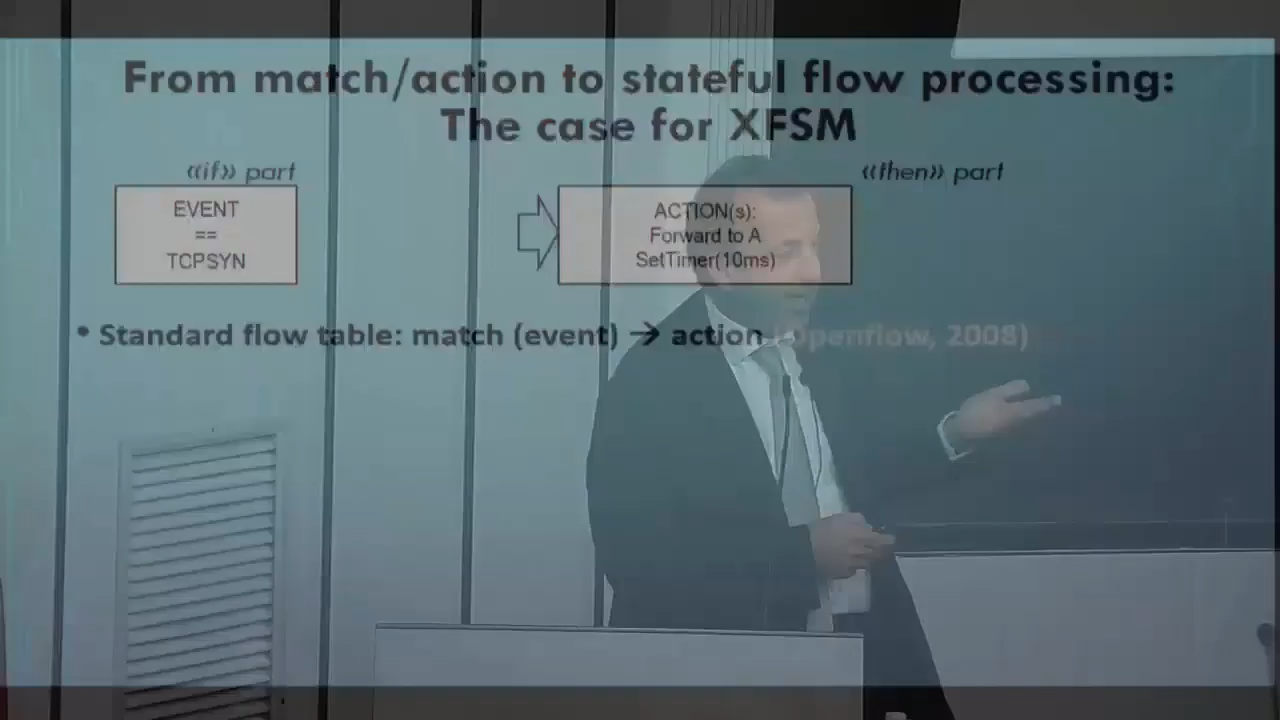 From match/action to stateful flow processing:
The case for XFSM
«if» part
«then» part
EVENT
==
TCPSYN
ACTION(s):
Forward to A
SetTimer(10ms)
• Standard flow table: match (event) → action (openflow, 2008)